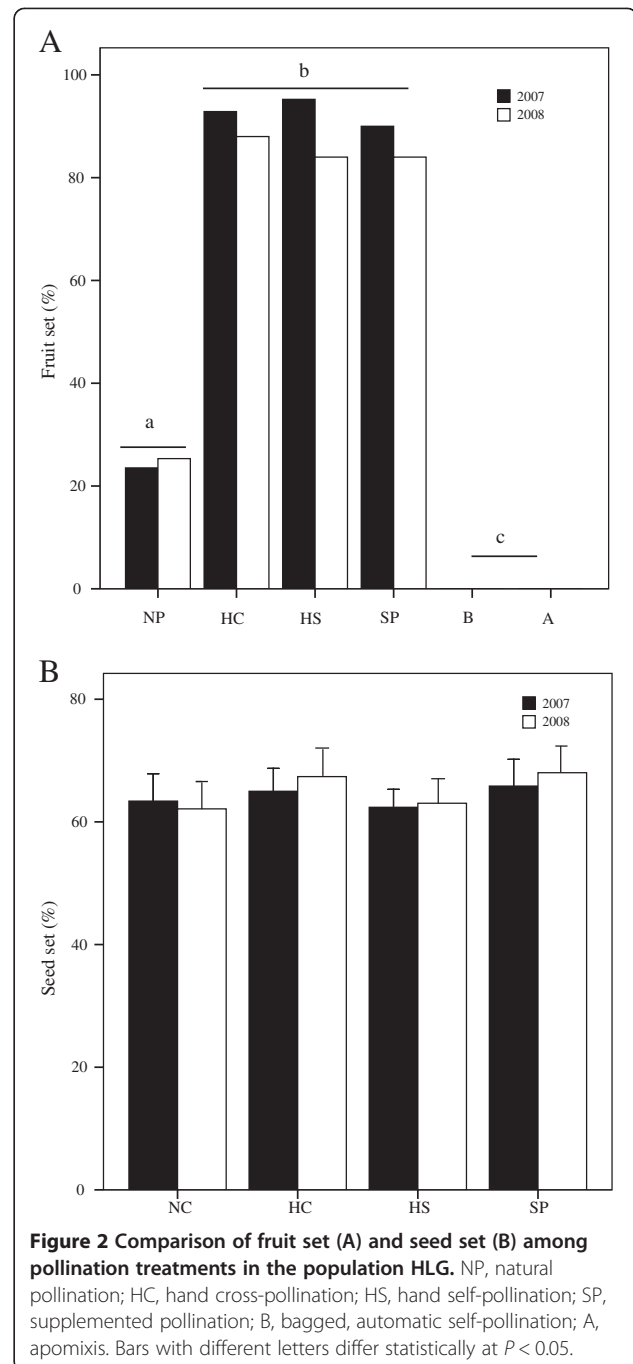 A
100
80
60
40
20
0
Fruit set (%)
a
b
c
2007
2008
NP HC HS SP B A
B
80
60
40
20
0
Seed set (%)
2007
2008
NC HC HS SP
Figure 2 Comparison of fruit set (A) and seed set (B) among
pollination treatments in the population HLG. NP, natural
pollination; HC, hand cross-pollination; HS, hand self-pollination; SP,
supplemented pollination; B, bagged, automatic self-pollination; A,
apomixis. Bars with different letters differ statistically at P < 0.05.